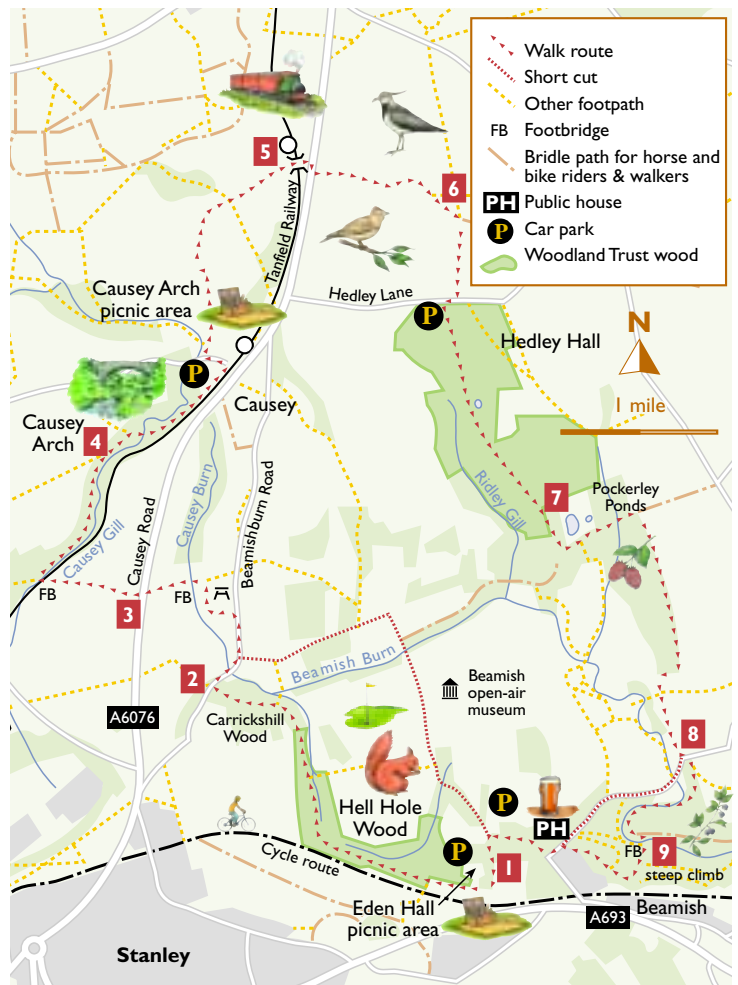 Walk route
Short cut
Other footpath
FB Footbridge
Bridle path for horse and
bike riders & walkers
PH Public house
P Car park
Woodland Trust wood
5
6
Tanfield Railway
Causey Arch
picnic area
Hedley Lane
P
N
Hedley Hall
1 mile
P
Causey
Causey
Arch
4
Ridley Gill
7
Pockerley
Ponds
Causey Gill
Causey Road
Causey Burn
Beamishburn Road
FB
3
FB
2
Beamish Burn
Beamish
open-air
museum
Carrickshill
Wood
A6076
8
Hell Hole
Wood
P
PH
P
1
FB
9
steep climb
Cycle route
Eden Hall
picnic area
A693
Beamish
Stanley